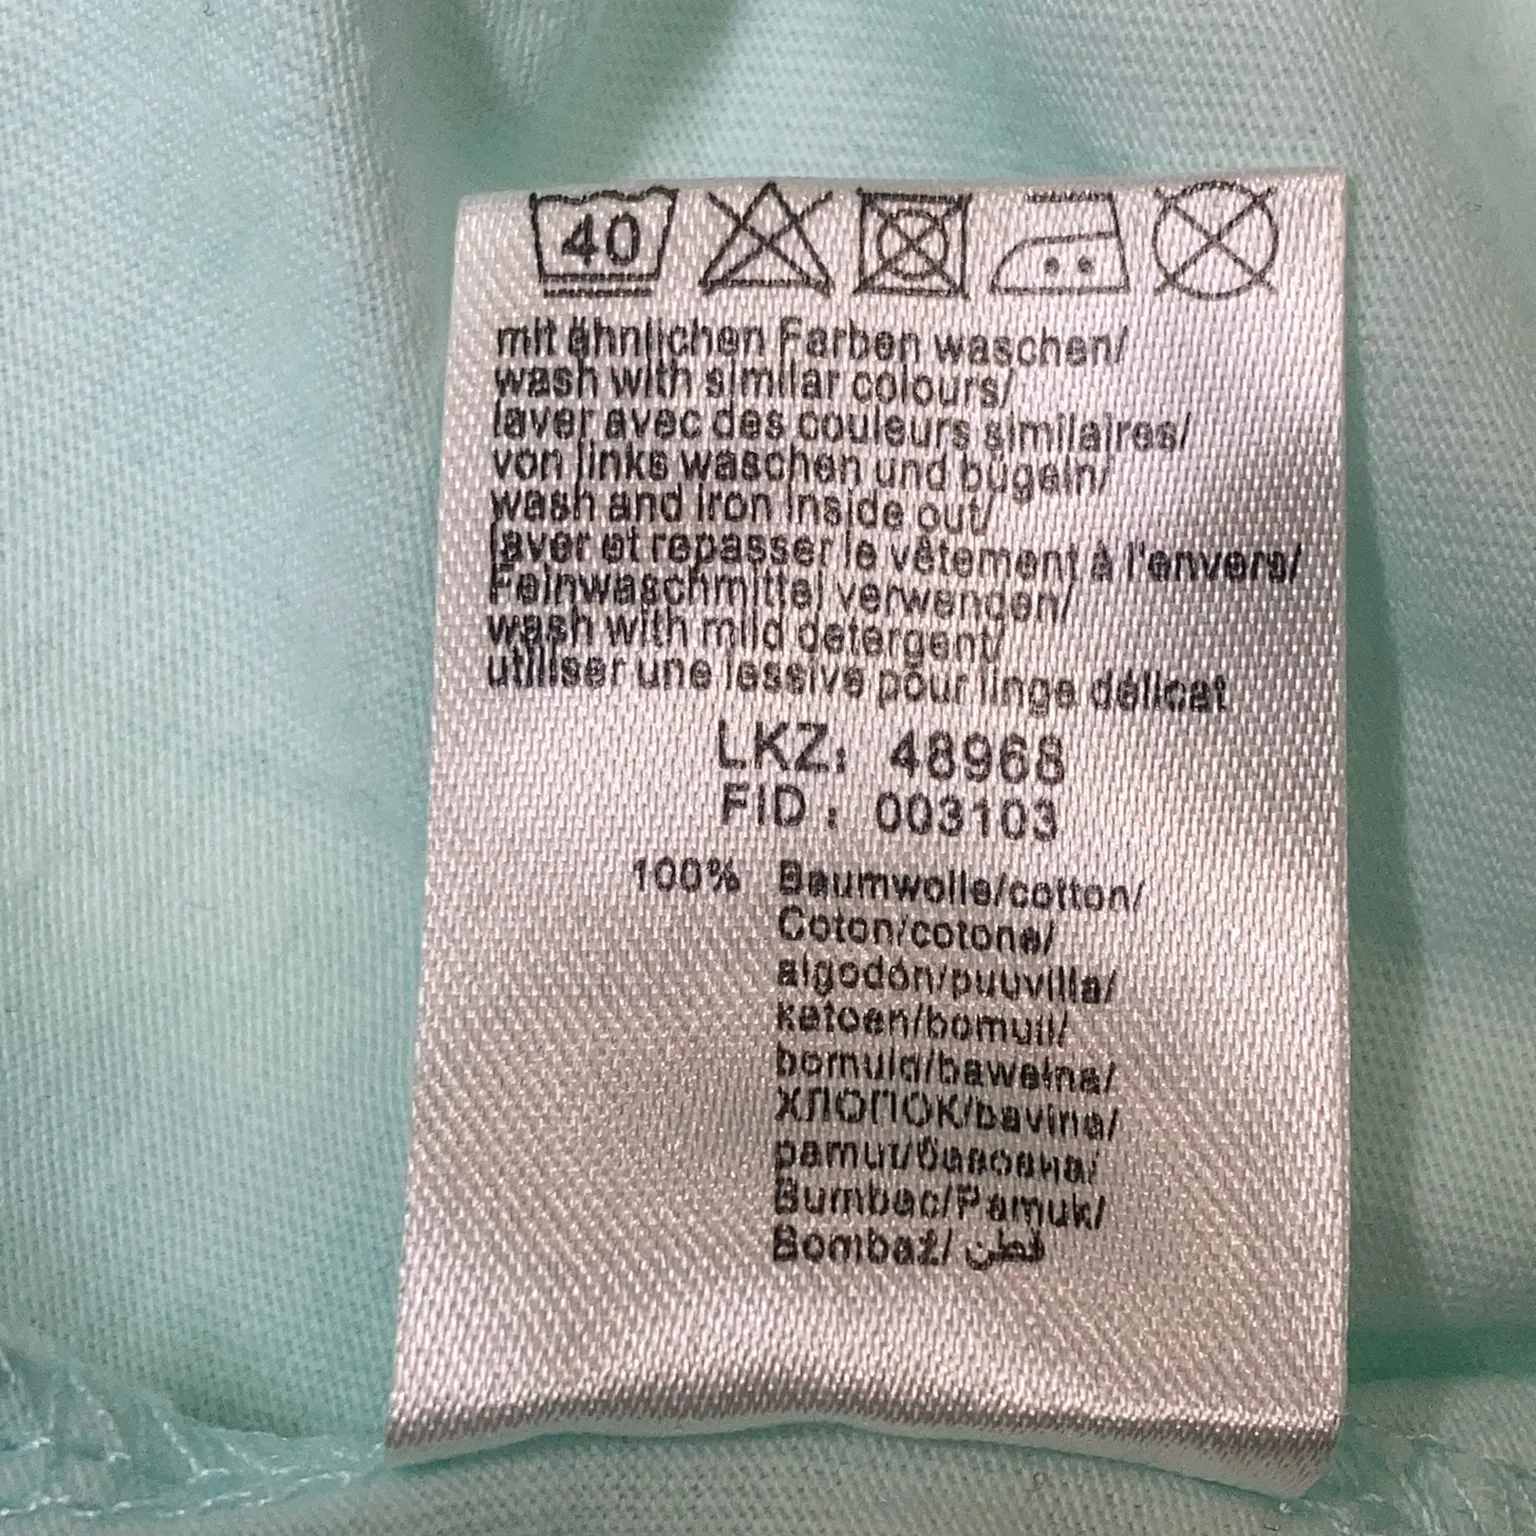 40
mit ähnlichen Farben waschen/
wash with similar colours/
laver avec des couleurs similaires/
von links waschen und bügeln/
wash and iron inside out/
laver et repasser le vêtement à l'envers/
Feinwaschmittel verwenden/
wash with mild detergent/
utiliser une lessive pour linge délicat
LKZ: 48968
FID : 003103
100% Baumwolle/cotton/
Coton/cotone/
algodón/puuvilla/
katoen/bomull/
bomuld/bawełna/
ХЛОПОК/bavlna/
pamut/бавовна/
Bumbac/Pamuk/
Bombaž/ قطن